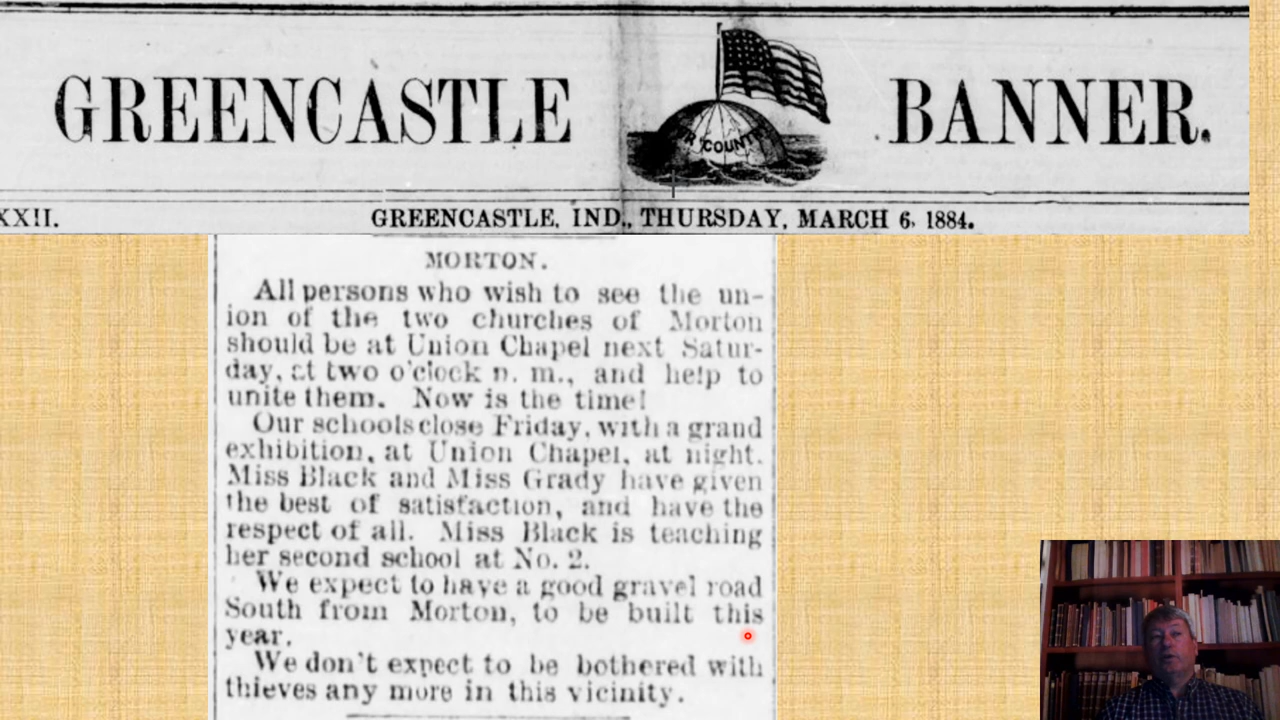 GREENCASTLE BANNER.
R COUNT
XXII.
GREENCASTLE, IND., THURSDAY, MARCH 6, 1884.
MORTON.
All persons who wish to see the un-
ion of the two churches of Morton
should be at Union Chapel next Satur-
day, at two o'clock p. m., and help to
unite them. Now is the time!
Our schools close Friday, with a grand
exhibition, at Union Chapel, at night.
Miss Black and Miss Grady have given
the best of satisfaction, and have the
respect of all. Miss Black is teaching
her second school at No. 2.
We expect to have a good gravel road
South from Morton, to be built this
year.
We don't expect to be bothered with
thieves any more in this vicinity.